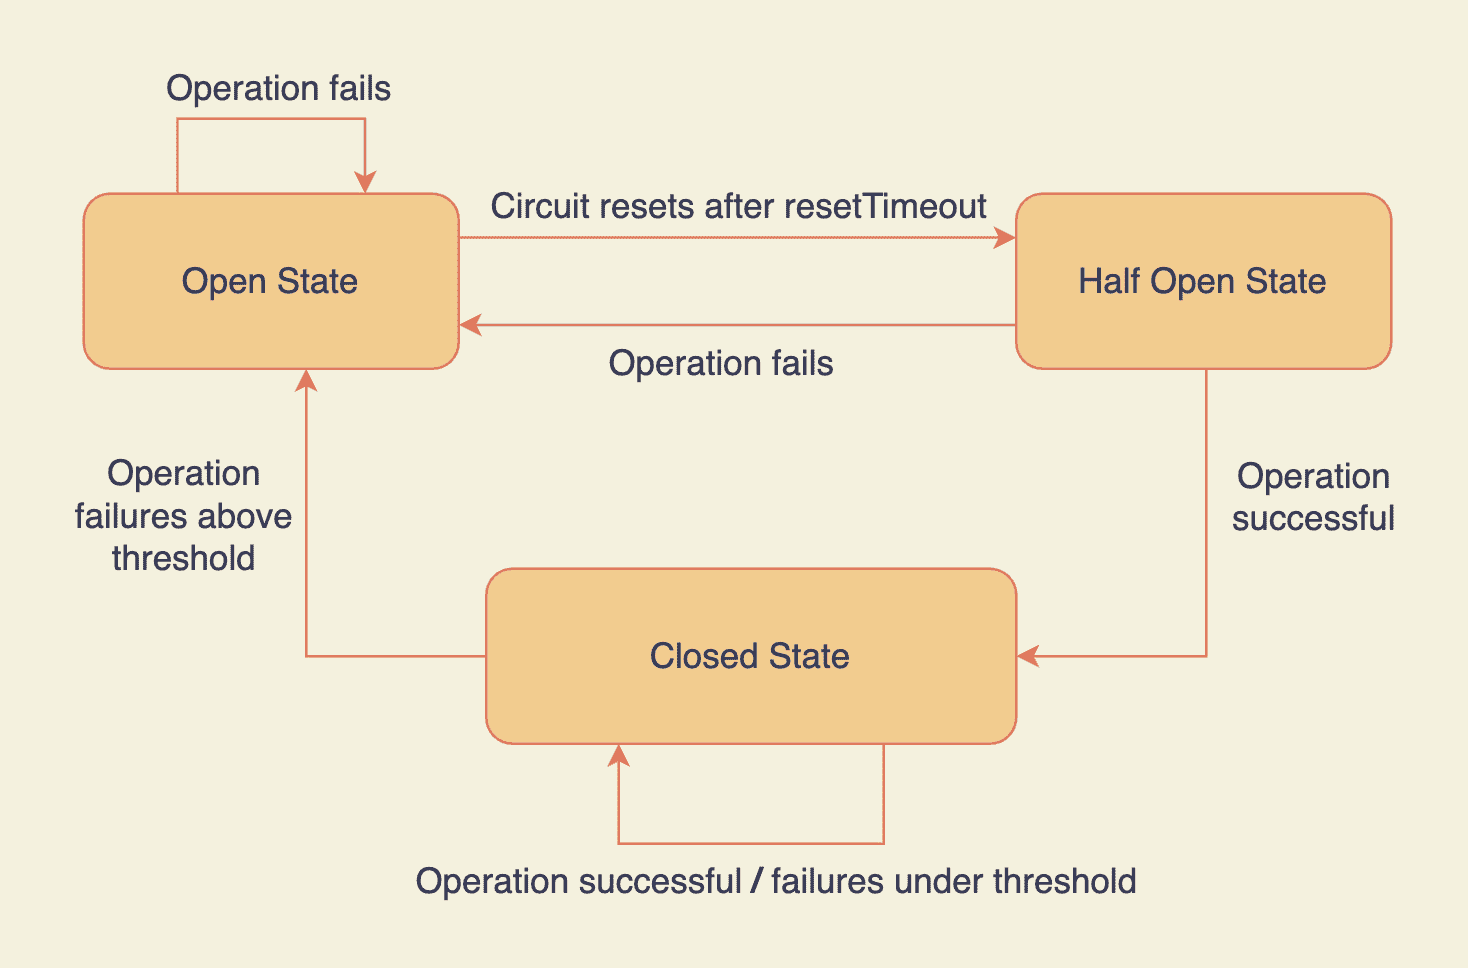 Operation fails
Circuit resets after resetTimeout
Open State
Half Open State
Operation fails
Operation
failures above
threshold
Operation
successful
Closed State
Operation successful / failures under threshold